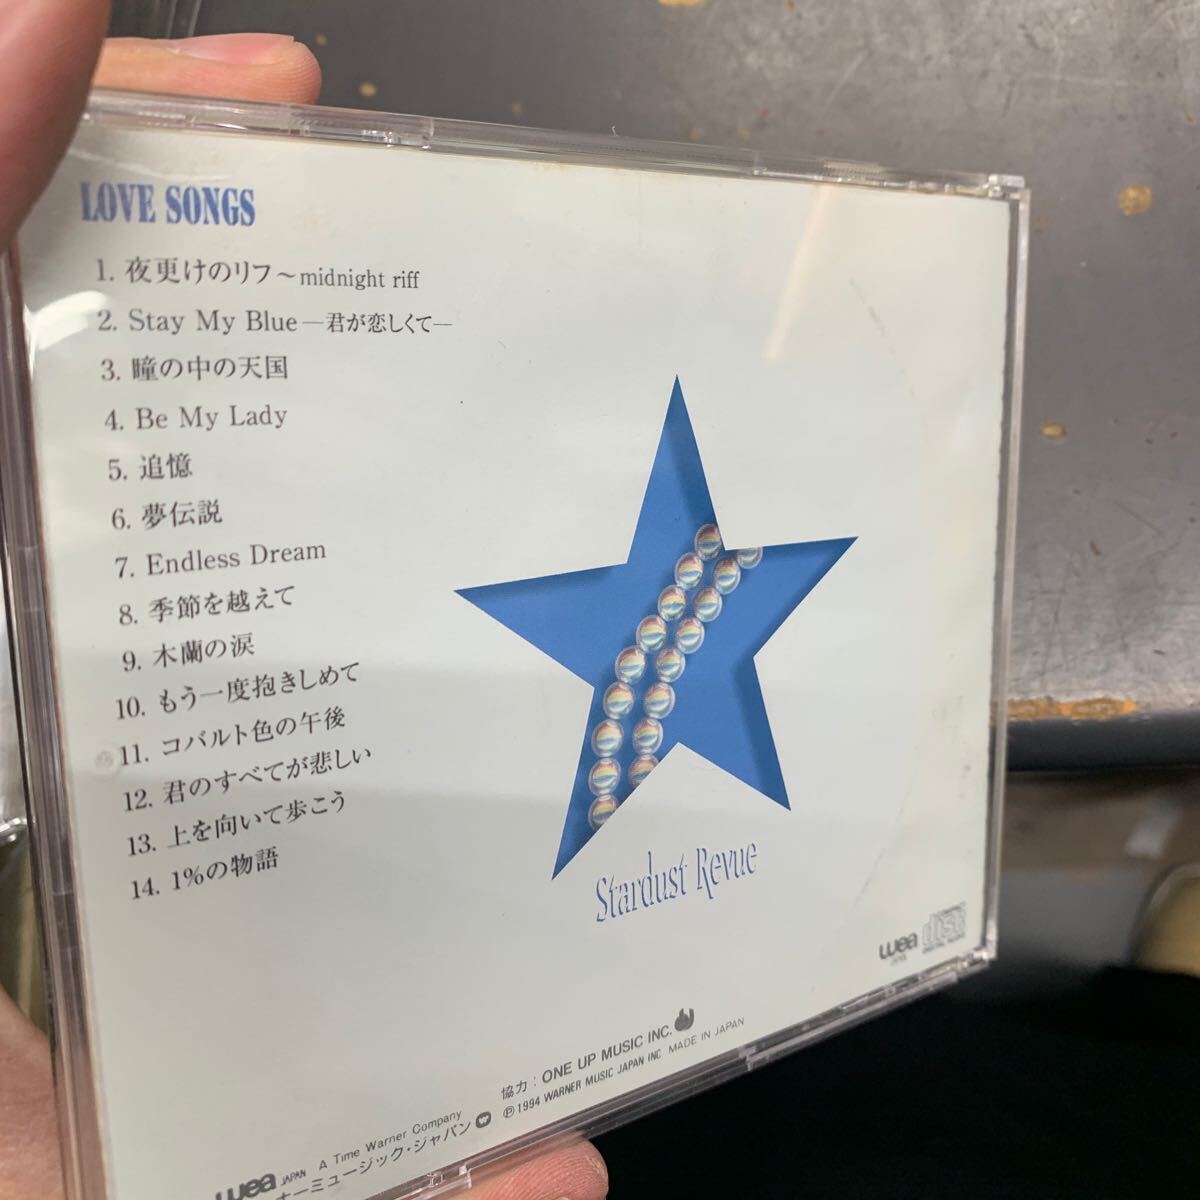 LOVE SONGS
1. 夜更けのリフ～midnight riff
2. Stay My Blue—君が恋しくて—
3. 瞳の中の天国
4. Be My Lady
5. 追憶
6. 夢伝説
7. Endless Dream
8. 季節を越えて
9. 木蘭の涙
10. もう一度抱きしめて
11. コバルト色の午後
12. 君のすべてが悲しい
13. 上を向いて歩こう
14. 1%の物語
Stardust Revue
wea
disc
DIGITAL AUDIO
協力：ONE UP MUSIC INC.
Ⓟ1994 WARNER MUSIC JAPAN INC MADE IN JAPAN
wea JAPAN A Time Warner Company
ナーミュージック・ジャパン